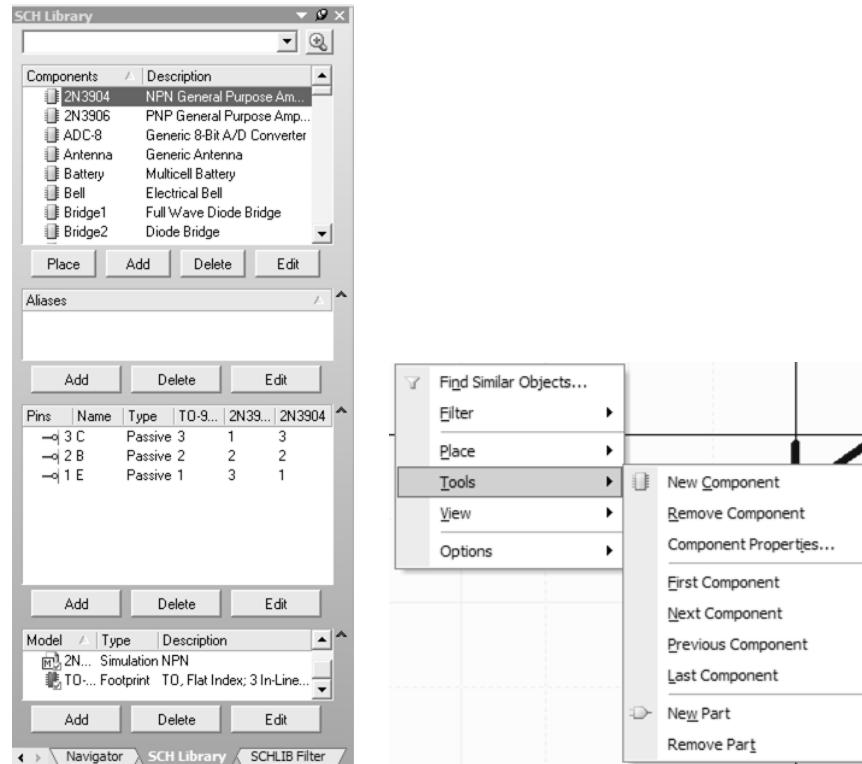 SCH Library
Components Description
2N3904 NPN General Purpose Am...
2N3906 PNP General Purpose Amp...
ADC-8 Generic 8-Bit A/D Converter
Antenna Generic Antenna
Battery Multicell Battery
Bell Electrical Bell
Bridge1 Full Wave Diode Bridge
Bridge2 Diode Bridge
Place Add Delete Edit
Aliases
Add Delete Edit
Pins Name Type TO-9... 2N39... 2N3904
3 C Passive 3 1 3
2 B Passive 2 2 2
1 E Passive 1 3 1
Add Delete Edit
Model Type Description
2N... Simulation NPN
TO-... Footprint TO, Flat Index; 3 In-Line...
Add Delete Edit
Navigator SCH Library SCHLIB Filter
Find Similar Objects...
Filter
Place
Tools
View
Options
New Component
Remove Component
Component Properties...
First Component
Next Component
Previous Component
Last Component
New Part
Remove Part